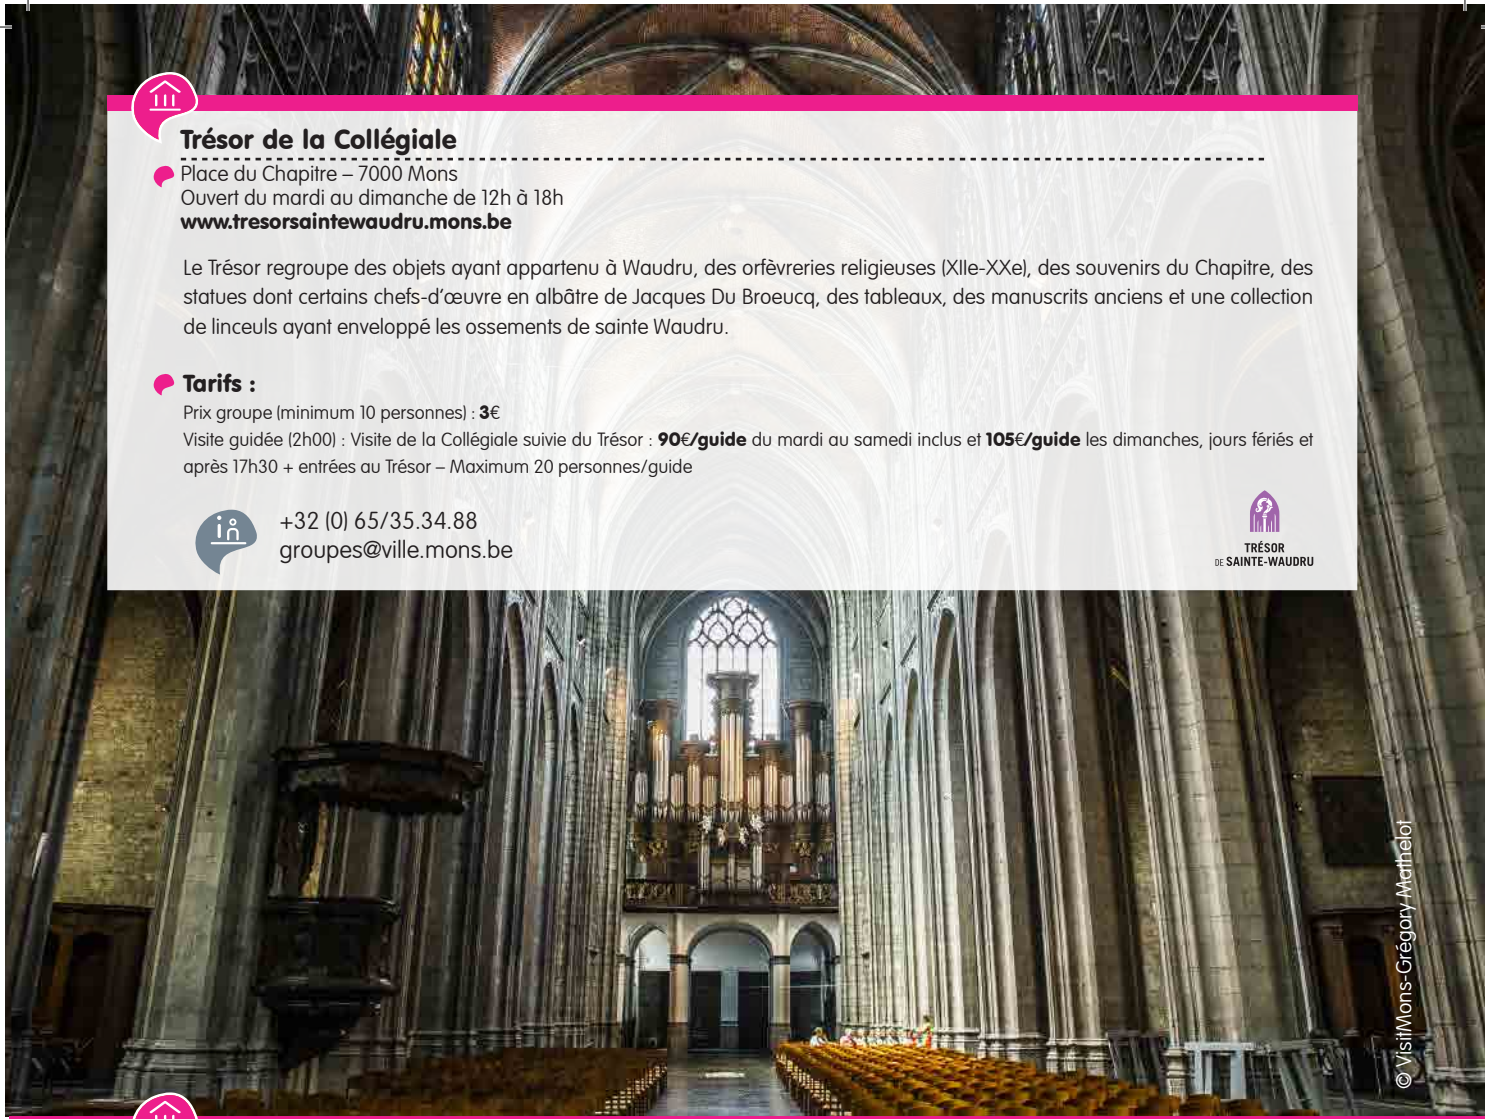 Trésor de la Collégiale
Place du Chapitre – 7000 Mons
Ouvert du mardi au dimanche de 12h à 18h
www.tresorsaintewaudru.mons.be
Le Trésor regroupe des objets ayant appartenu à Waudru, des orfèvreries religieuses (XIIe-XXe), des souvenirs du Chapitre, des
statues dont certains chefs-d'œuvre en albâtre de Jacques Du Broeucq, des tableaux, des manuscrits anciens et une collection
de linceuls ayant enveloppé les ossements de sainte Waudru.
Tarifs :
Prix groupe (minimum 10 personnes) : 3€
Visite guidée (2h00) : Visite de la Collégiale suivie du Trésor : 90€/guide du mardi au samedi inclus et 105€/guide les dimanches, jours fériés et
après 17h30 + entrées au Trésor – Maximum 20 personnes/guide
+32 (0) 65/35.34.88
groupes@ville.mons.be
TRÉSOR
DE SAINTE-WAUDRU
© VisitMons-Grégory Mathelot